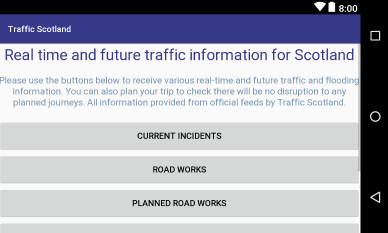 8:00
Traffic Scotland
Real time and future traffic information for Scotland
Please use the buttons below to receive various real-time and future traffic and flooding
information. You can also plan your trip to check there will be no disruption to any
planned journeys. All information provided from official feeds by Traffic Scotland.
CURRENT INCIDENTS
ROAD WORKS
PLANNED ROAD WORKS